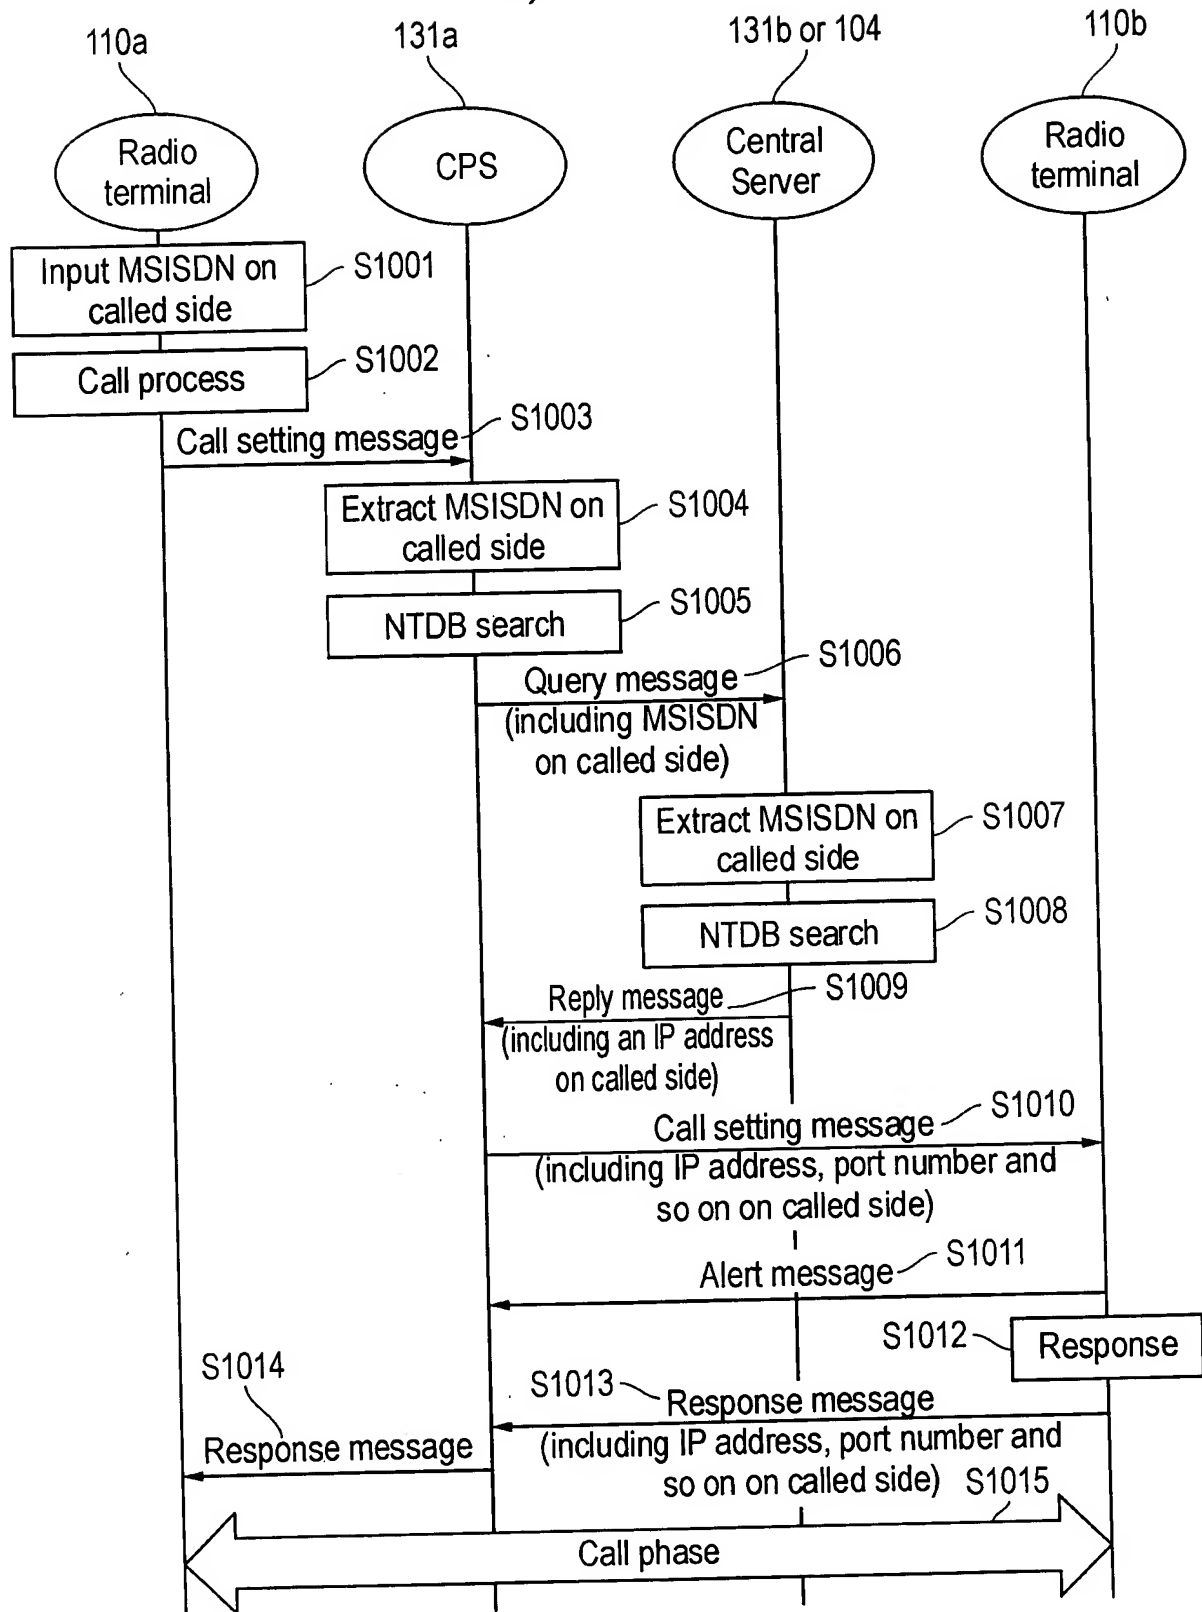 110a
131a
131b or 104
110b
Radio
terminal
CPS
Central
Server
Radio
terminal
Input MSISDN on
called side
S1001
Call process
S1002
Call setting message
S1003
Extract MSISDN on
called side
S1004
NTDB search
S1005
Query message
S1006
(including MSISDN
on called side)
Extract MSISDN on
called side
S1007
NTDB search
S1008
Reply message
S1009
(including an IP address
on called side)
Call setting message
S1010
(including IP address, port number and
so on on called side)
Alert message
S1011
S1012
Response
S1013
Response message
(including IP address, port number and
so on on called side)
S1014
Response message
S1015
Call phase